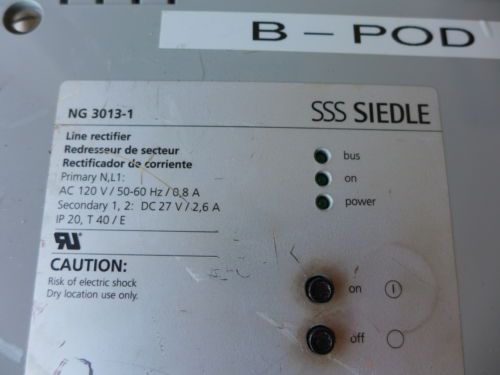 B - POD
NG 3013-1
SSS SIEDLE
Line rectifier
Redresseur de secteur
Rectificador de corriente
Primary N,L1:
AC 120 V / 50-60 Hz / 0,8 A
Secondary 1, 2: DC 27 V / 2,6 A
IP 20, T 40 / E
bus
on
power
CAUTION:
Risk of electric shock
Dry location use only.
on
off